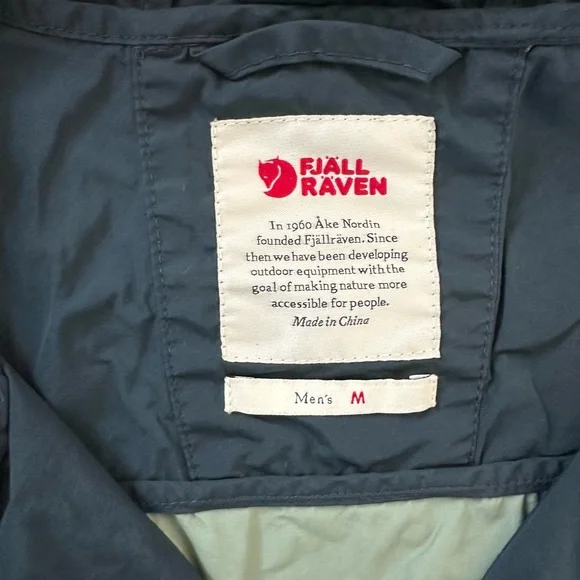 FJÄLL
RÄVEN
In 1960 Åke Nordin
founded Fjällräven. Since
then we have been developing
outdoor equipment with the
goal of making nature more
accessible for people.
Made in China
Men's M